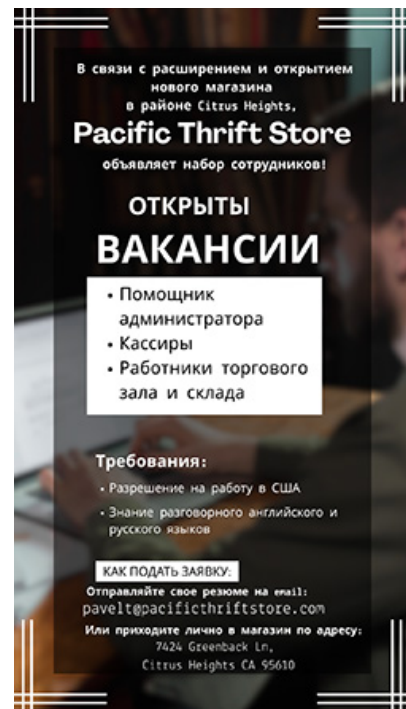 В связи с расширением и открытием
нового магазина
в районе Citrus Heights,
Pacific Thrift Store
объявляет набор сотрудников!
ОТКРЫТЫ
ВАКАНСИИ
• Помощник
администратора
• Кассиры
• Работники торгового
зала и склада
Требования:
• Разрешение на работу в США
• Знание разговорного английского и
русского языков
КАК ПОДАТЬ ЗАЯВКУ:
Отправляйте свое резюме на email:
pavelt@pacificthriftstore.com
Или приходите лично в магазин по адресу:
7424 Greenback Ln,
Citrus Heights CA 95610